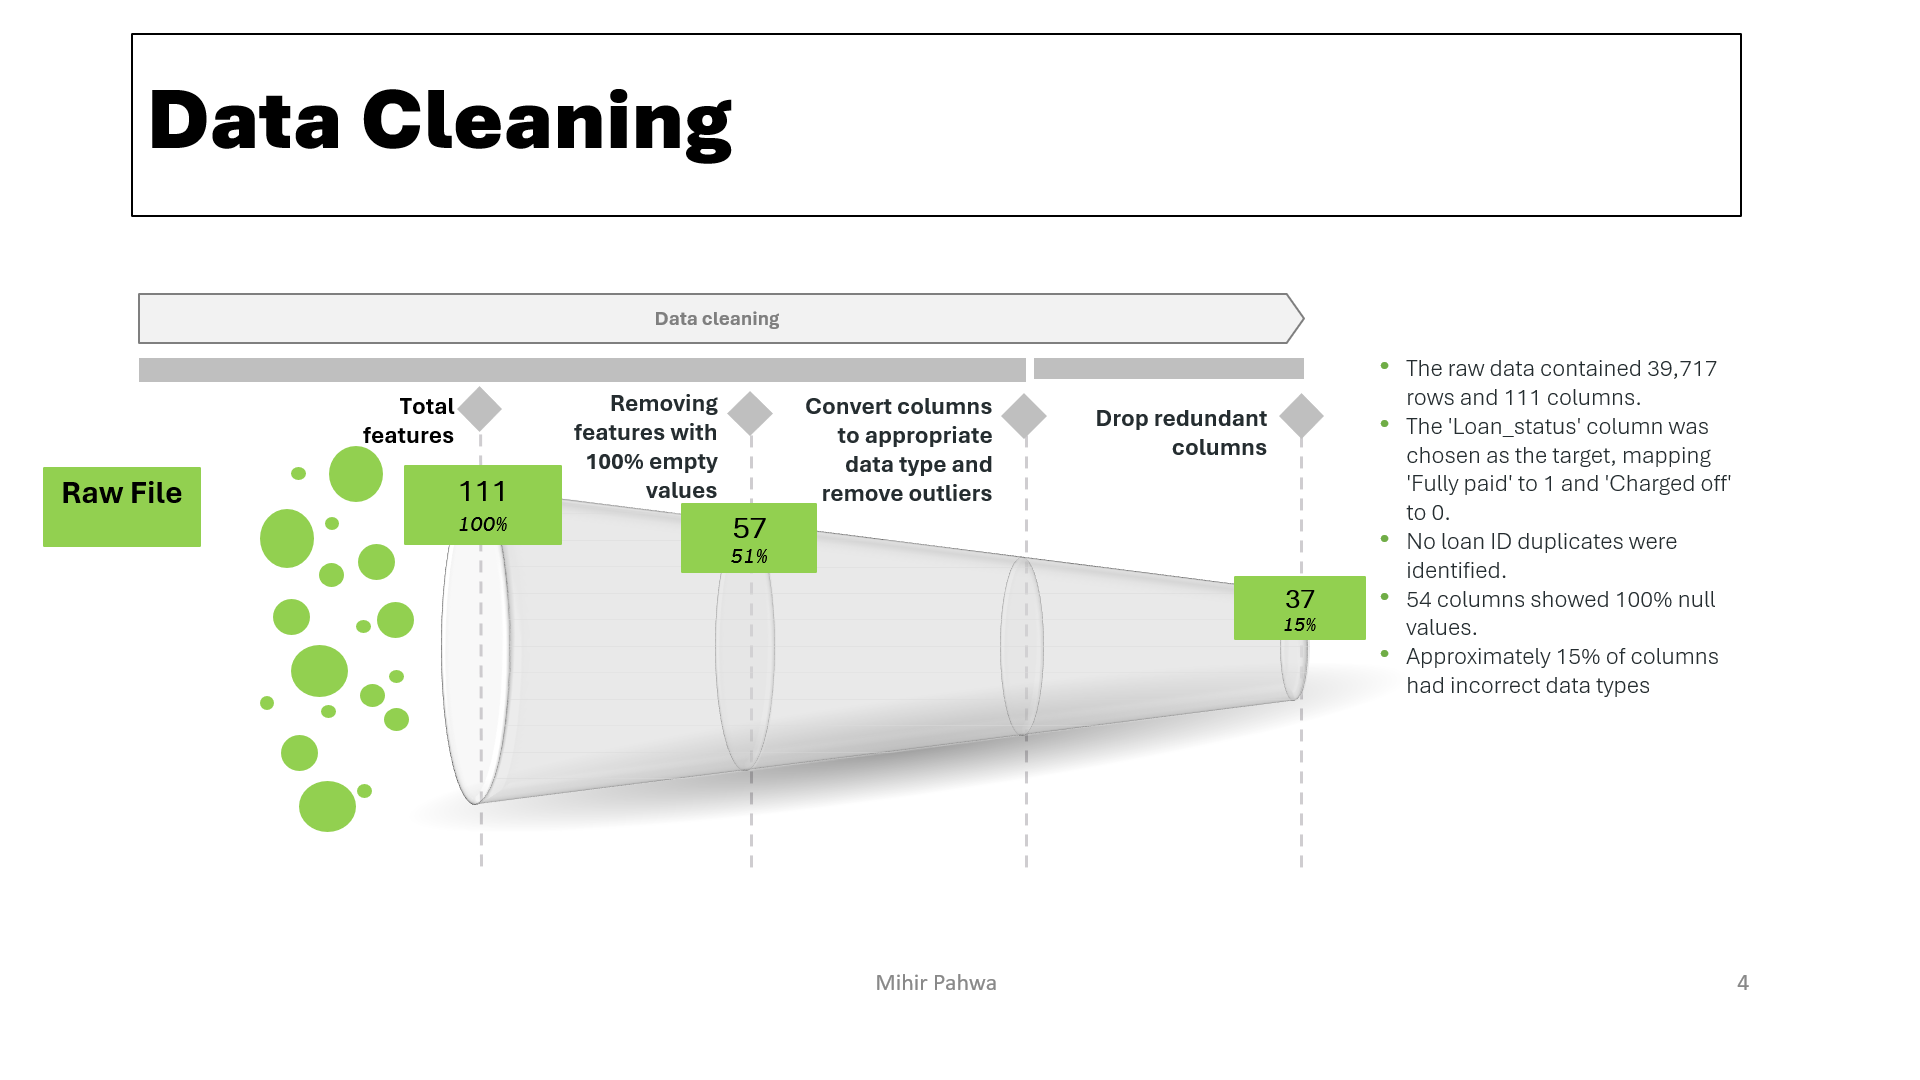 Data Cleaning
Data cleaning
Total
features
Removing
features with
100% empty
values
Convert columns
to appropriate
data type and
remove outliers
Drop redundant
columns
Raw File
111
100%
57
51%
37
15%
• The raw data contained 39,717
rows and 111 columns.
• The 'Loan_status' column was
chosen as the target, mapping
'Fully paid' to 1 and 'Charged off'
to 0.
• No loan ID duplicates were
identified.
• 54 columns showed 100% null
values.
• Approximately 15% of columns
had incorrect data types
Mihir Pahwa
4